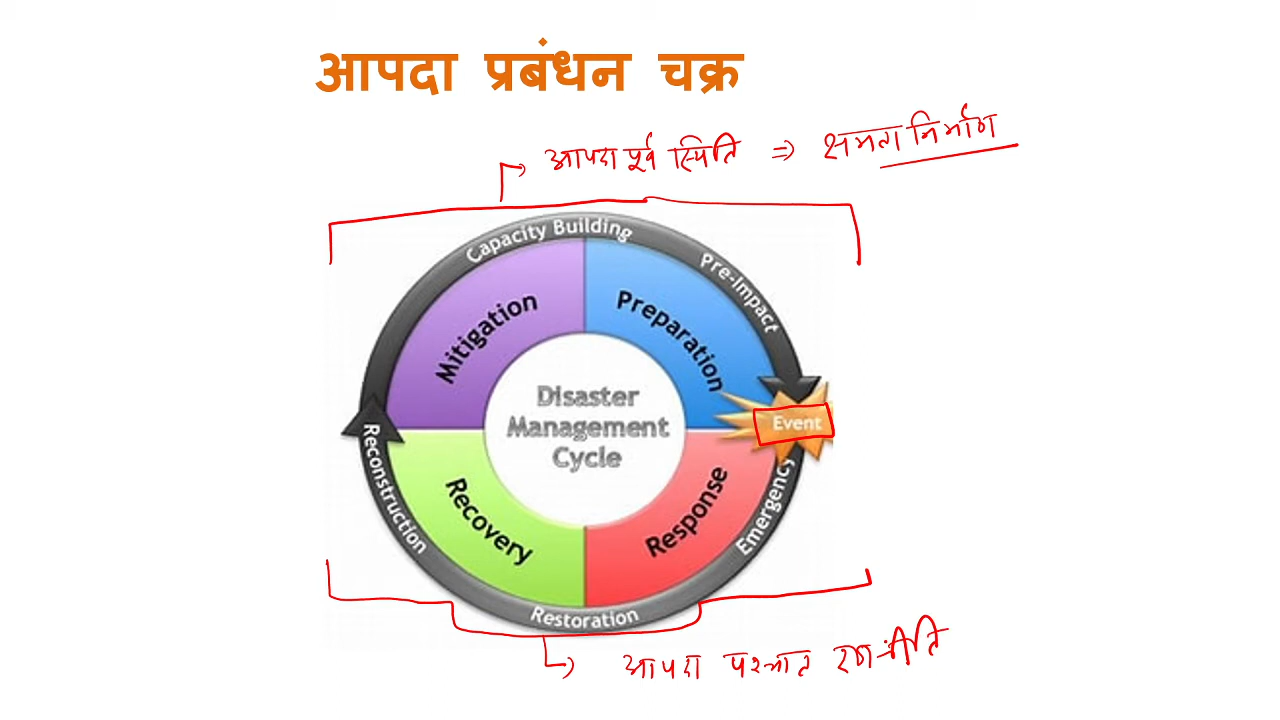 आपदा प्रबंधन चक्र
आपदा पूर्व स्थिति => क्षमता निर्माण
Capacity Building
Pre-Impact
Mitigation
Preparation
Disaster
Management
Cycle
Event
Reconstruction
Recovery
Response
Emergency
Restoration
आपदा पश्चात रणनीति